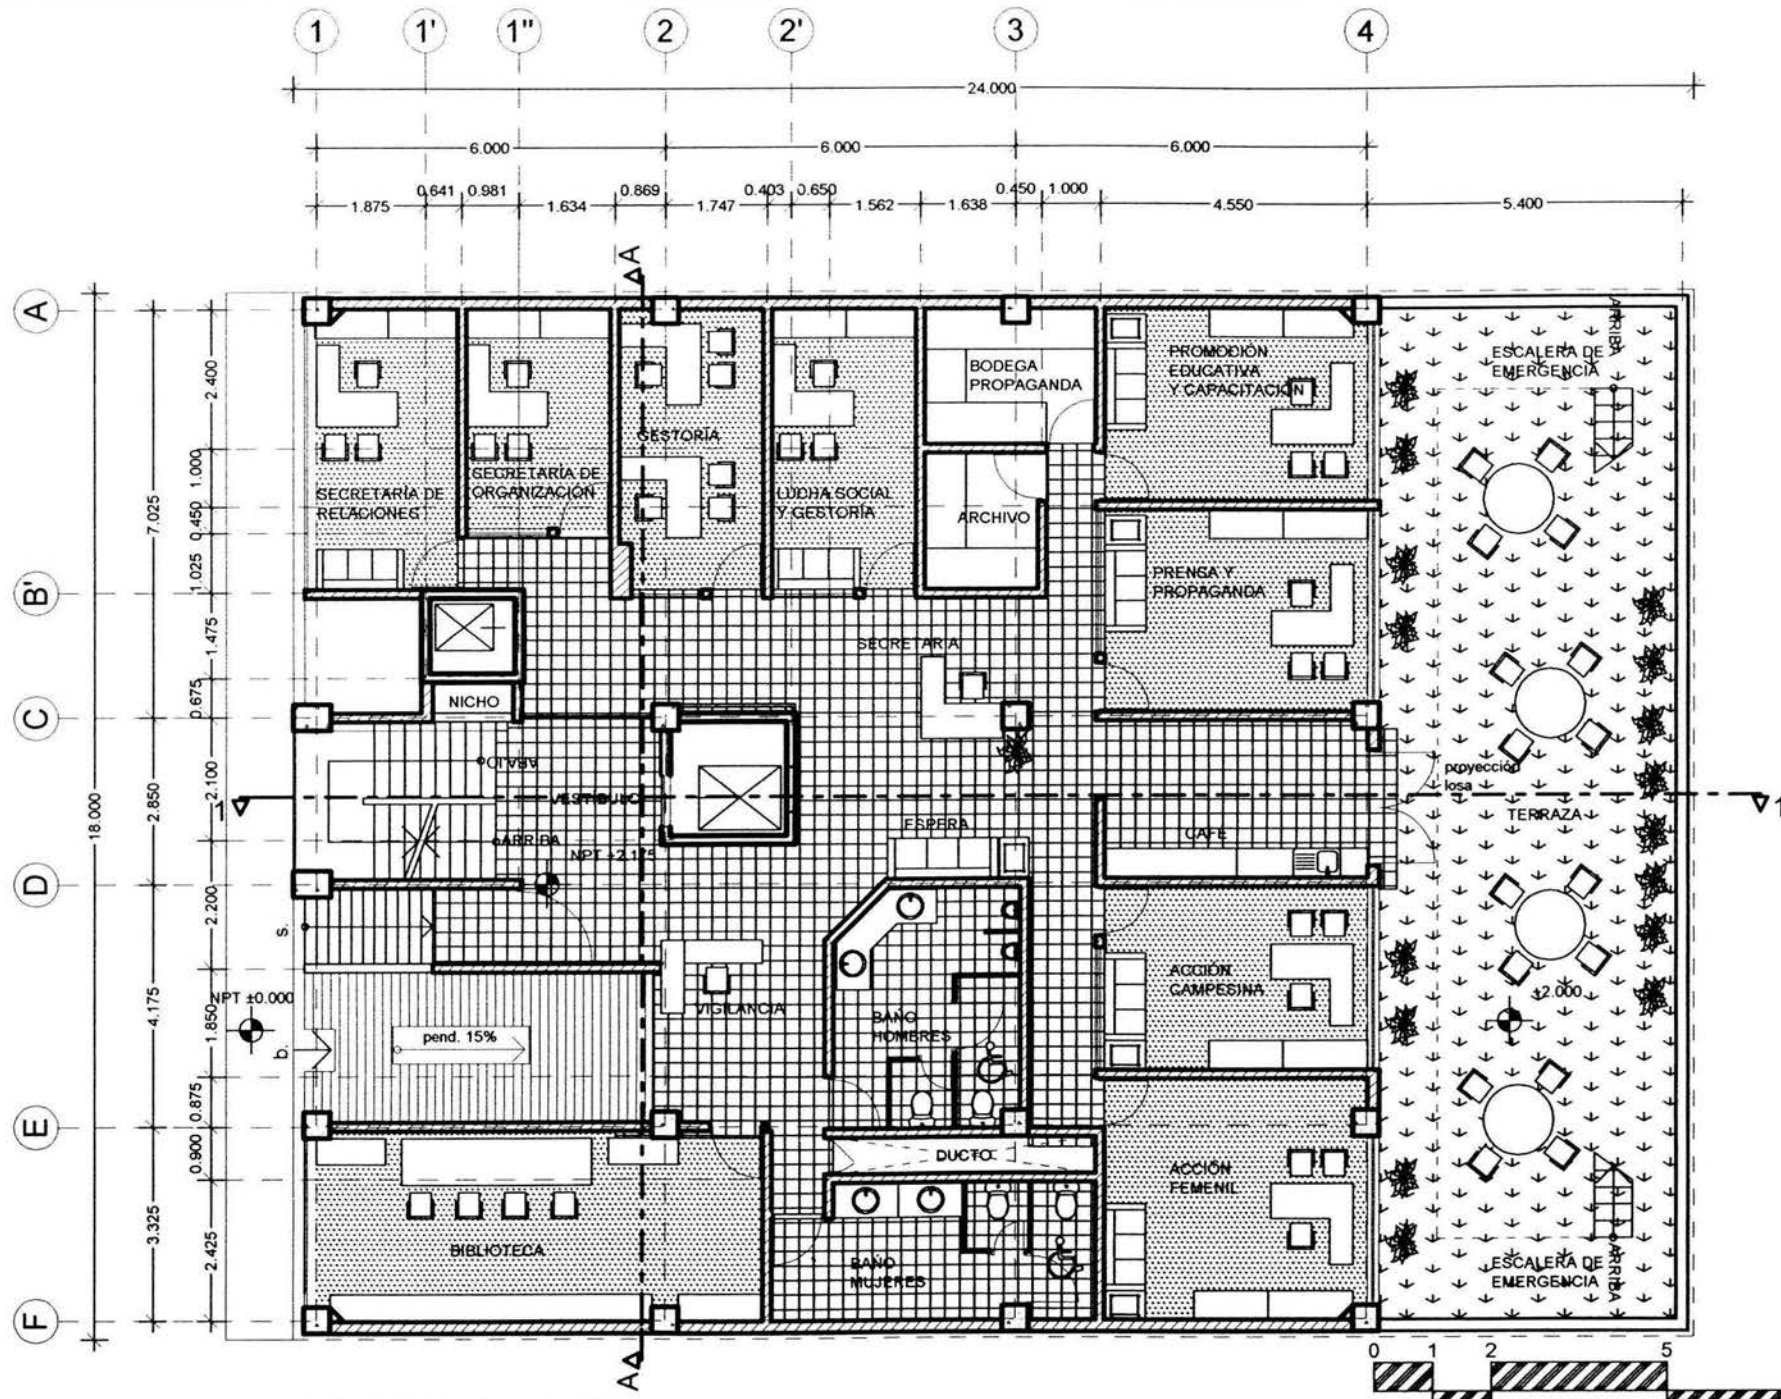 1 1' 1'' 2 2' 3 4
24.000
6.000 6.000 6.000
0.641 0.981 0.869 0.403 0.650 0.450 1.000
1.875 1.634 1.747 1.562 1.638 4.550 5.400
A
A
B'
C
D
E
F
18.000
7.025
2.850
4.175
3.325
2.400
1.000
0.450
1.025
1.475
0.675
2.100
2.200
1.850
0.875
0.900
2.425
SECRETARÍA DE
RELACIONES
SECRETARÍA DE
ORGANIZACIÓN
GESTORÍA
LUCHA SOCIAL
Y GESTORÍA
BODEGA
PROPAGANDA
ARCHIVO
PROMOCIÓN
EDUCATIVA
Y CAPACITACIÓN
ESCALERA DE
EMERGENCIA
ARRIBA
PRENSA Y
PROPAGANDA
SECRETARIA
NICHO
ABAJO
VESTIBULO
ARRIBA
NPT +2.175
ESPERA
CAFÉ
proyección
losa
TERRAZA
1
1
s.
NPT ±0.000
b.
pend. 15%
VIGILANCIA
BAÑO
HOMBRES
ACCIÓN
CAMPESINA
+2.000
DUCTO
ACCIÓN
FEMENIL
BIBLIOTECA
BAÑO
MUJERES
ESCALERA DE
EMERGENCIA
ARRIBA
A
0 1 2 5